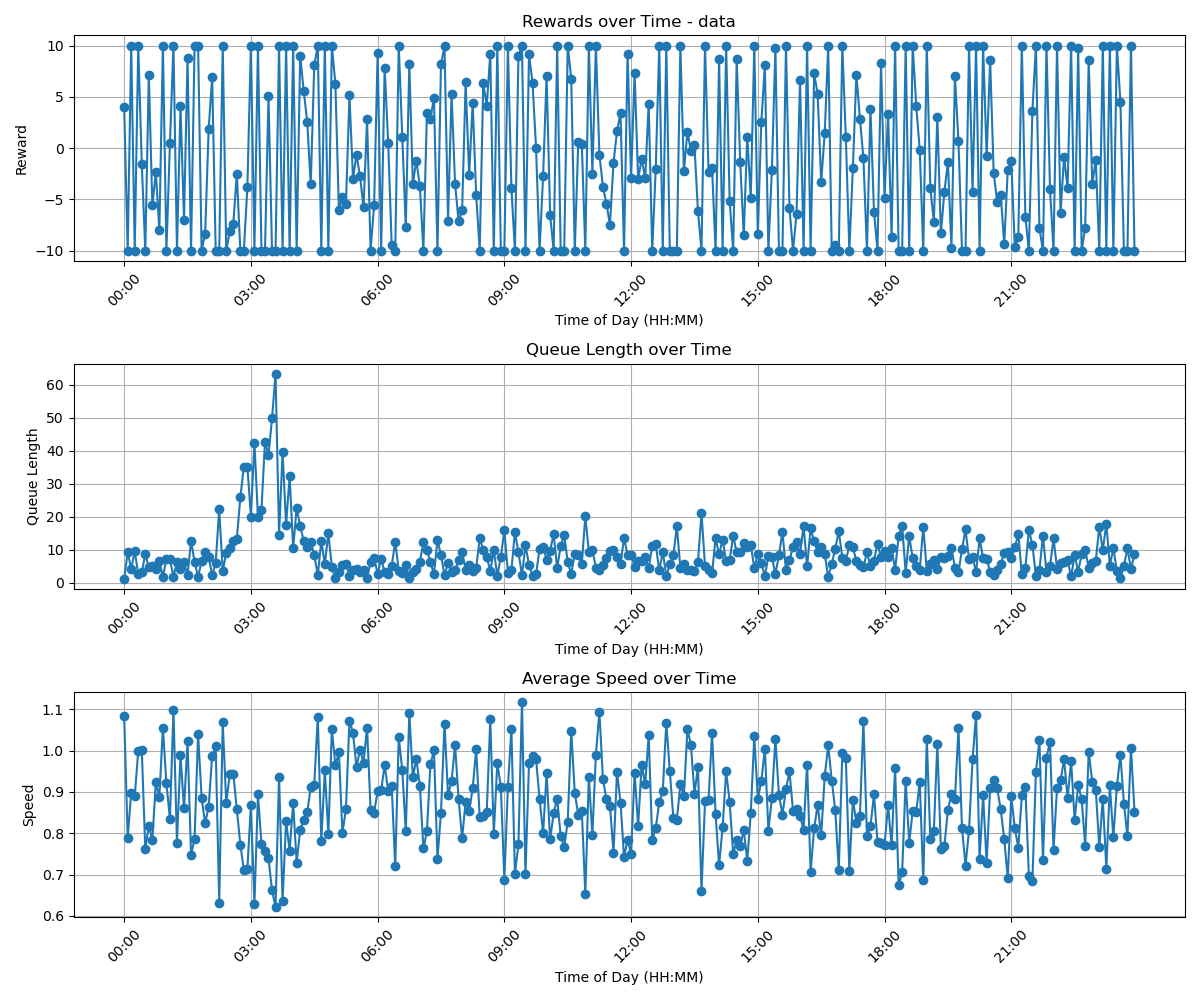 Rewards over Time - data
10
5
0
−5
−10
Reward
00:00 03:00 06:00 09:00 12:00 15:00 18:00 21:00
Time of Day (HH:MM)
Queue Length over Time
60
50
40
30
20
10
0
Queue Length
00:00 03:00 06:00 09:00 12:00 15:00 18:00 21:00
Time of Day (HH:MM)
Average Speed over Time
1.1
1.0
0.9
0.8
0.7
0.6
Speed
00:00 03:00 06:00 09:00 12:00 15:00 18:00 21:00
Time of Day (HH:MM)